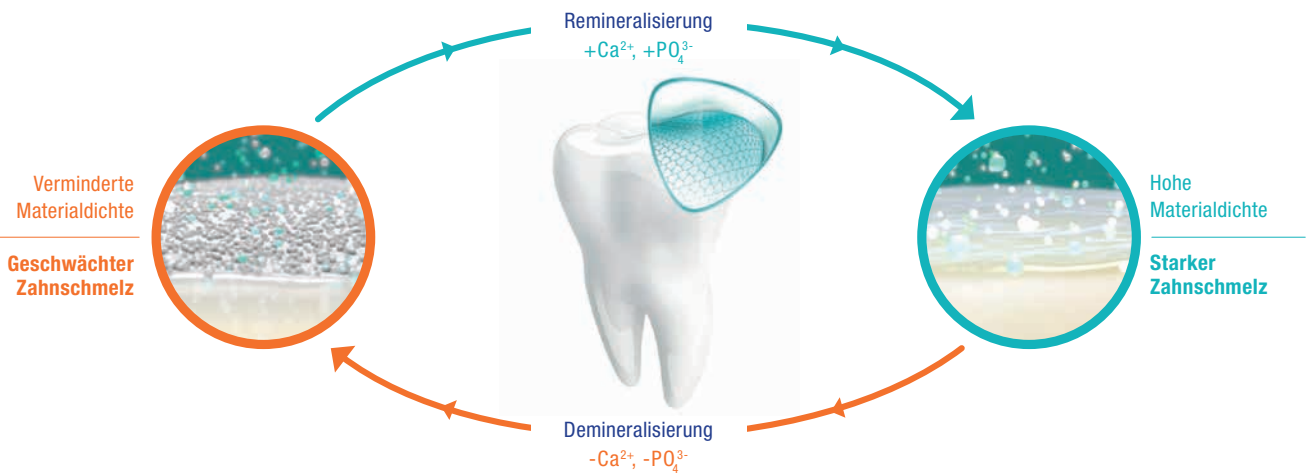 Remineralisierung
+Ca²⁺, +PO₄³⁻
Verminderte
Materialdichte
Geschwächter
Zahnschmelz
Hohe
Materialdichte
Starker
Zahnschmelz
Demineralisierung
-Ca²⁺, -PO₄³⁻